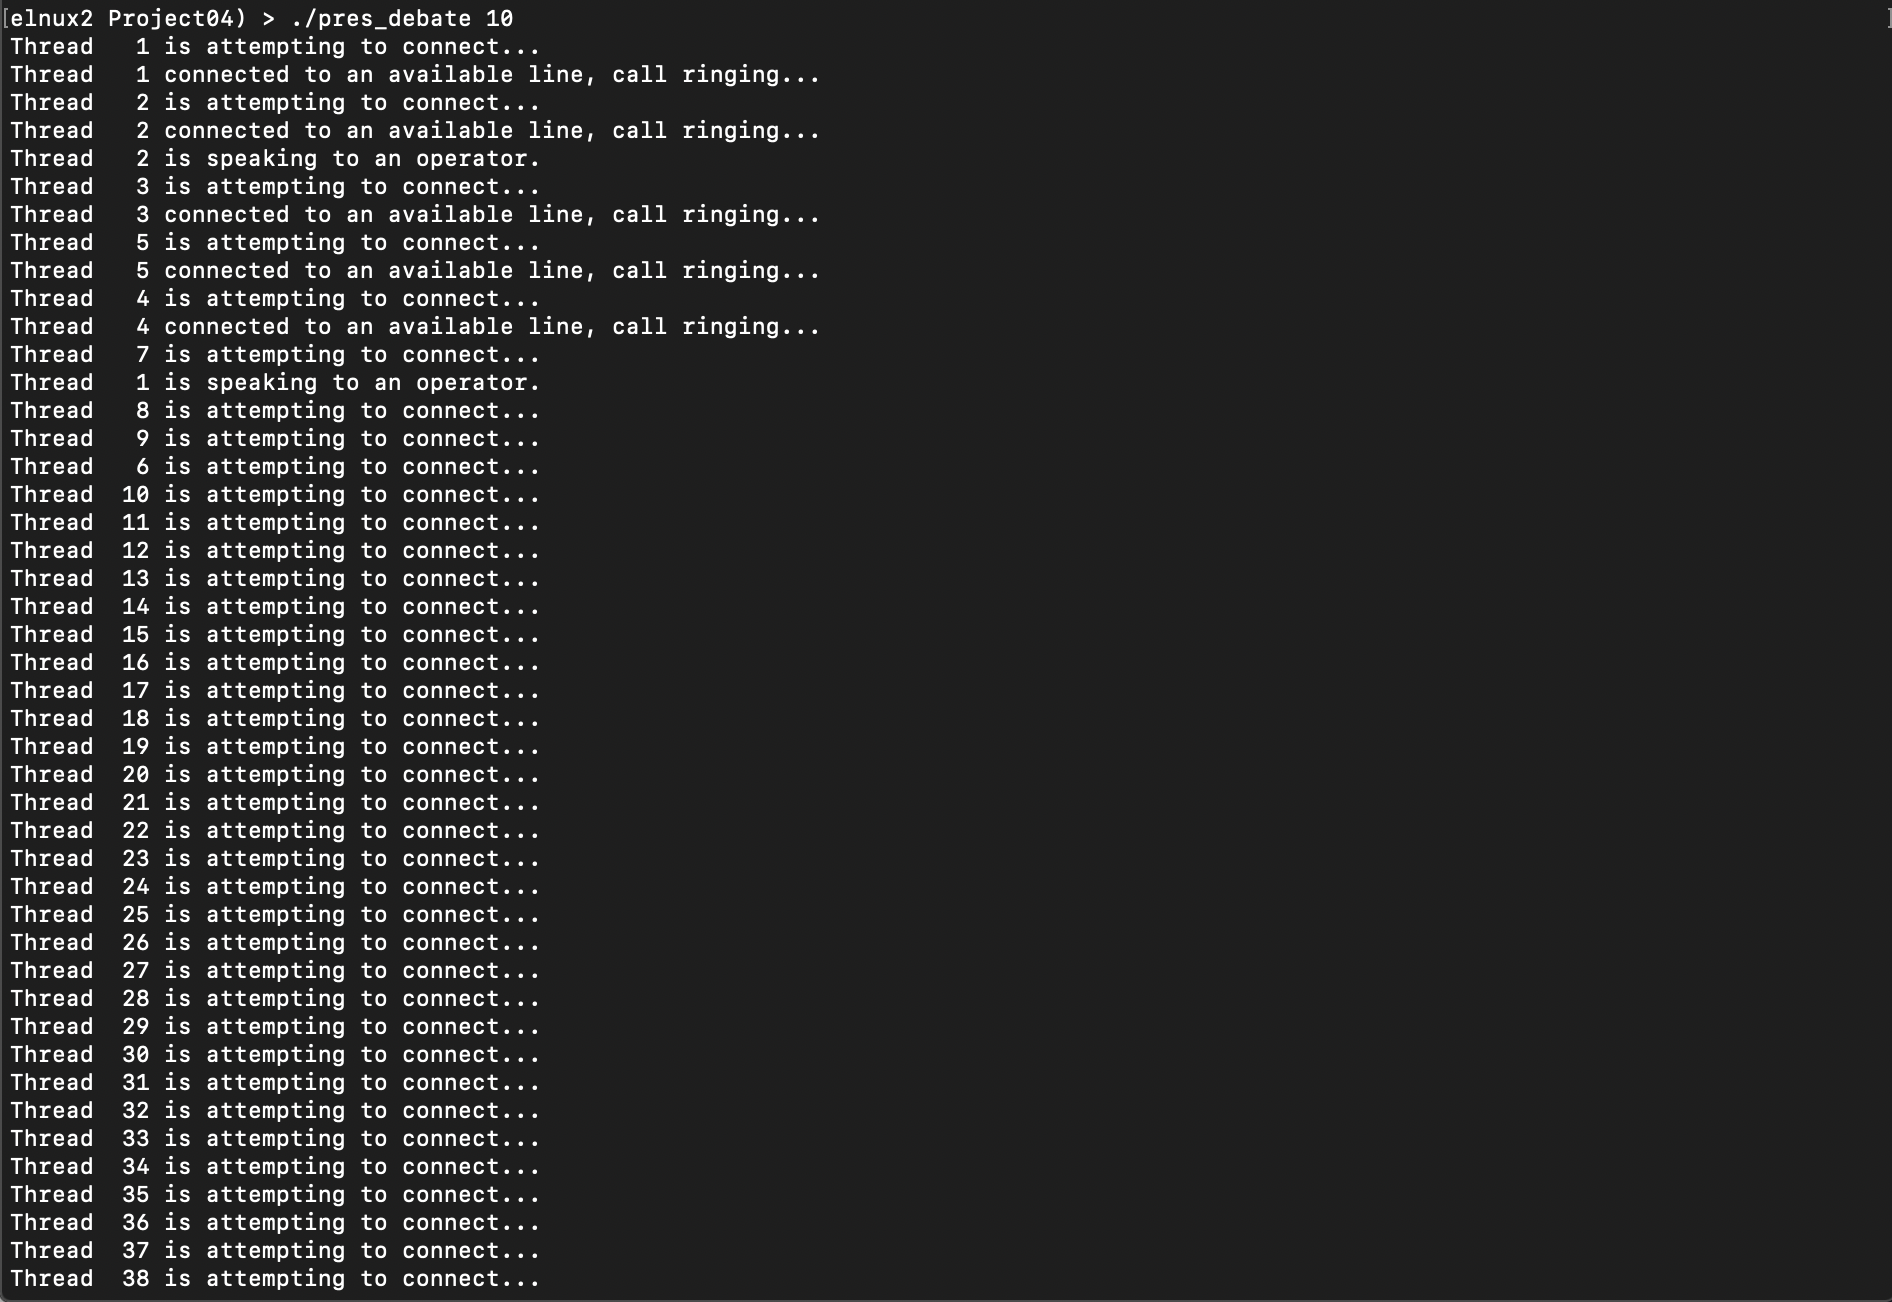 [elnux2 Project04) > ./pres_debate 10 ]
Thread   1 is attempting to connect...
Thread   1 connected to an available line, call ringing...
Thread   2 is attempting to connect...
Thread   2 connected to an available line, call ringing...
Thread   2 is speaking to an operator.
Thread   3 is attempting to connect...
Thread   3 connected to an available line, call ringing...
Thread   5 is attempting to connect...
Thread   5 connected to an available line, call ringing...
Thread   4 is attempting to connect...
Thread   4 connected to an available line, call ringing...
Thread   7 is attempting to connect...
Thread   1 is speaking to an operator.
Thread   8 is attempting to connect...
Thread   9 is attempting to connect...
Thread   6 is attempting to connect...
Thread  10 is attempting to connect...
Thread  11 is attempting to connect...
Thread  12 is attempting to connect...
Thread  13 is attempting to connect...
Thread  14 is attempting to connect...
Thread  15 is attempting to connect...
Thread  16 is attempting to connect...
Thread  17 is attempting to connect...
Thread  18 is attempting to connect...
Thread  19 is attempting to connect...
Thread  20 is attempting to connect...
Thread  21 is attempting to connect...
Thread  22 is attempting to connect...
Thread  23 is attempting to connect...
Thread  24 is attempting to connect...
Thread  25 is attempting to connect...
Thread  26 is attempting to connect...
Thread  27 is attempting to connect...
Thread  28 is attempting to connect...
Thread  29 is attempting to connect...
Thread  30 is attempting to connect...
Thread  31 is attempting to connect...
Thread  32 is attempting to connect...
Thread  33 is attempting to connect...
Thread  34 is attempting to connect...
Thread  35 is attempting to connect...
Thread  36 is attempting to connect...
Thread  37 is attempting to connect...
Thread  38 is attempting to connect...